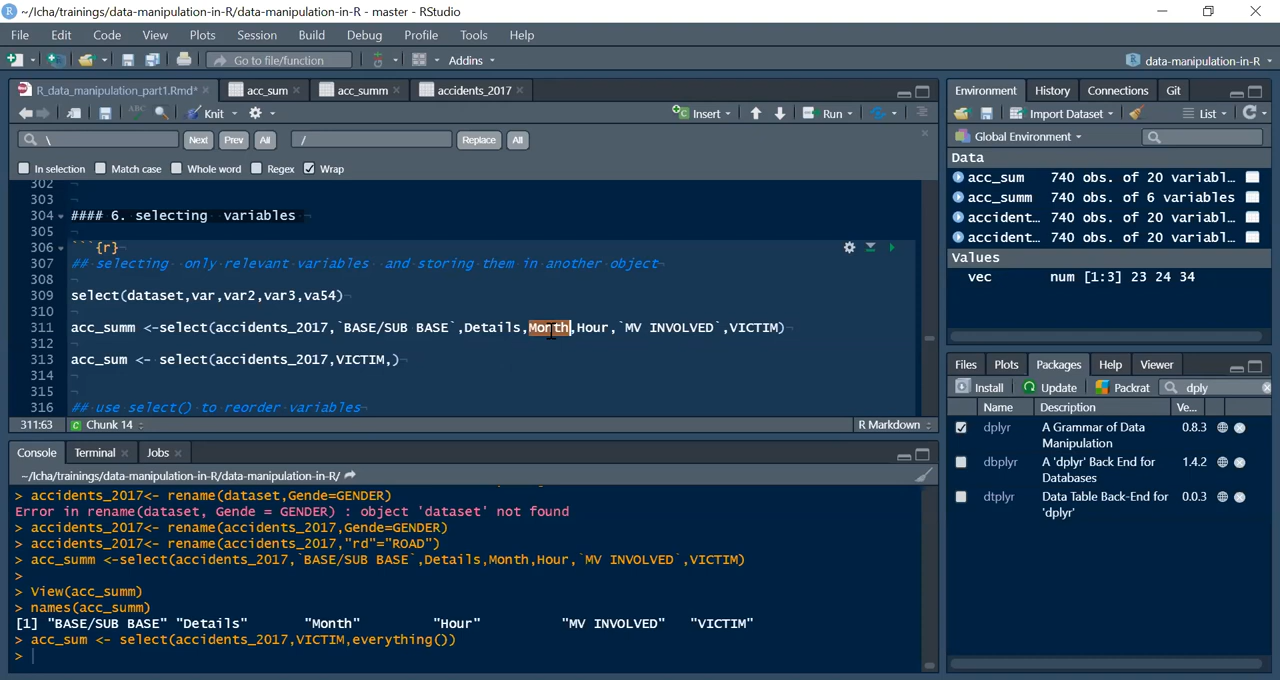 ~/Icha/trainings/data-manipulation-in-R/data-manipulation-in-R - master - RStudio
File Edit Code View Plots Session Build Debug Profile Tools Help
Go to file/function Addins data-manipulation-in-R
R_data_manipulation_part1.Rmd* acc_sum acc_summ accidents_2017
Knit Insert Run
\ Next Prev All / Replace All
In selection Match case Whole word Regex Wrap
302
303
304 #### 6. selecting variables
305
306 ```{r}
307 ## selecting only relevant variables and storing them in another object
308
309 select(dataset,var,var2,var3,va54)
310
311 acc_summ <-select(accidents_2017,`BASE/SUB BASE`,Details,Month,Hour,`MV INVOLVED`,VICTIM)
312
313 acc_sum <- select(accidents_2017,VICTIM,)
314
315
316 ## use select() to reorder variables
311:63 Chunk 14 R Markdown
Console Terminal Jobs
~/Icha/trainings/data-manipulation-in-R/data-manipulation-in-R/
> accidents_2017<- rename(dataset,Gende=GENDER)
Error in rename(dataset, Gende = GENDER) : object 'dataset' not found
> accidents_2017<- rename(accidents_2017,Gende=GENDER)
> accidents_2017<- rename(accidents_2017,"rd"="ROAD")
> acc_summ <-select(accidents_2017,`BASE/SUB BASE`,Details,Month,Hour,`MV INVOLVED`,VICTIM)
>
> View(acc_summ)
> names(acc_summ)
[1] "BASE/SUB BASE" "Details" "Month" "Hour" "MV INVOLVED" "VICTIM"
> acc_sum <- select(accidents_2017,VICTIM,everything())
>
Environment History Connections Git
Import Dataset List
Global Environment
Data
acc_sum 740 obs. of 20 variabl…
acc_summ 740 obs. of 6 variables
accident… 740 obs. of 20 variabl…
accident… 740 obs. of 20 variabl…
Values
vec num [1:3] 23 24 34
Files Plots Packages Help Viewer
Install Update Packrat dply
Name Description Ve...
dplyr A Grammar of Data Manipulation 0.8.3
dbplyr A 'dplyr' Back End for Databases 1.4.2
dtplyr Data Table Back-End for 'dplyr' 0.0.3